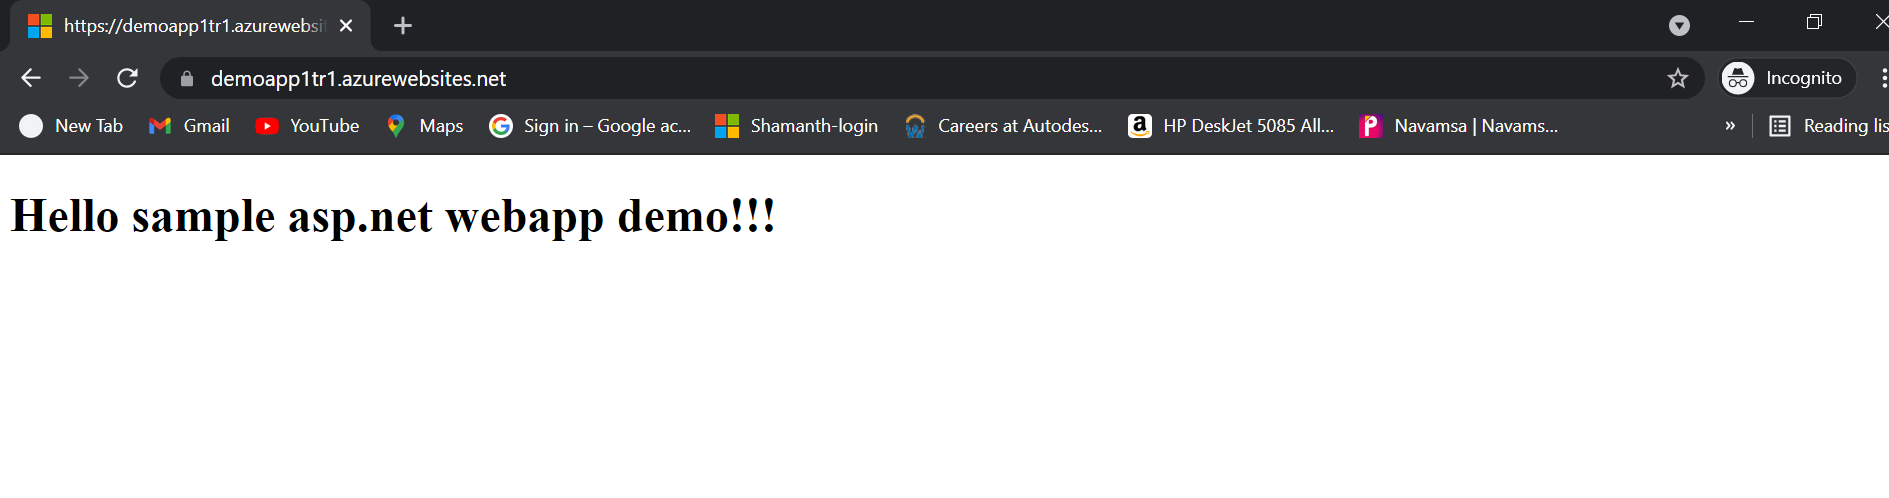 https://demoapp1tr1.azurewebsit
demoapp1tr1.azurewebsites.net
Incognito
New Tab Gmail YouTube Maps Sign in – Google ac... Shamanth-login Careers at Autodes... HP DeskJet 5085 All... Navamsa | Navams... » Reading lis
Hello sample asp.net webapp demo!!!